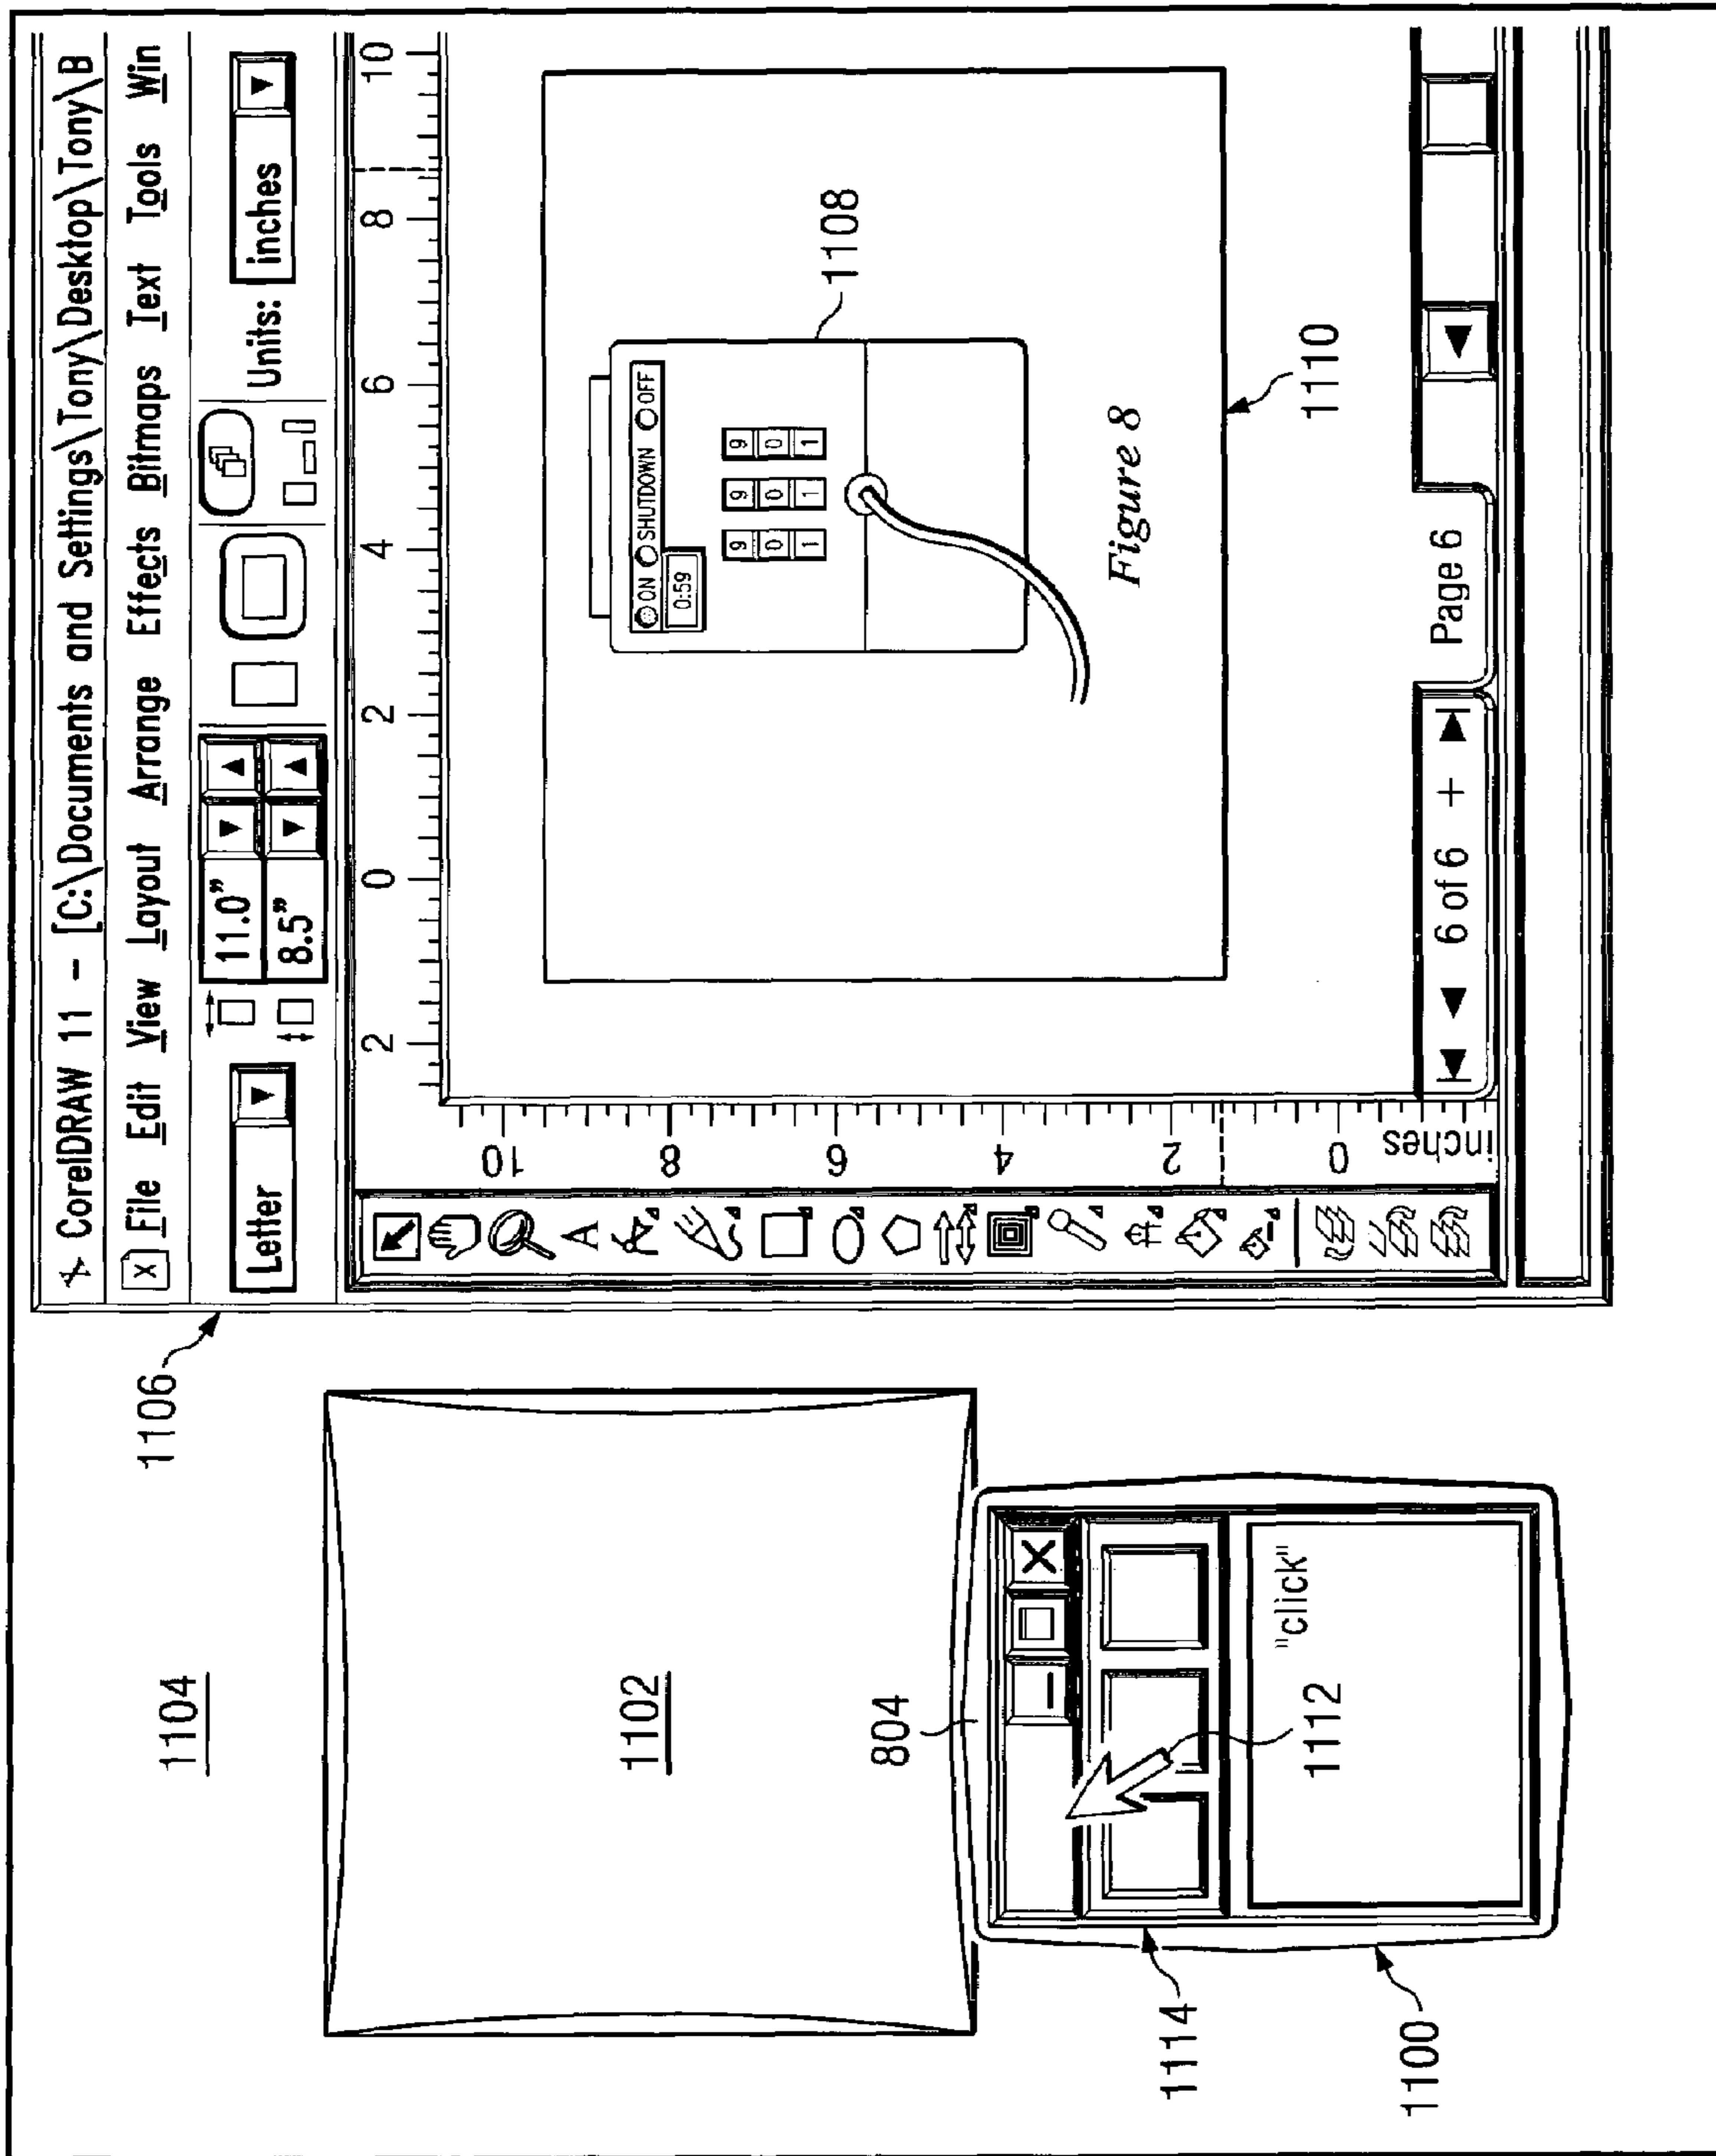 1104
1102
804
"click"
1112
1114
1100
1106
CorelDRAW 11 - [C:\Documents and Settings\Tony\Desktop\Tony\B
X File Edit View Layout Arrange Effects Bitmaps Text Tools Win
Letter 11.0” 8.5” Units: inches
2 0 2 4 6 8 10
10
8
6
4
2
0
inches
A
ON SHUTDOWN OFF
0:59
9 9 9
0 0 0
1 1 1
1108
Figure 8
1110
6 of 6 + Page 6